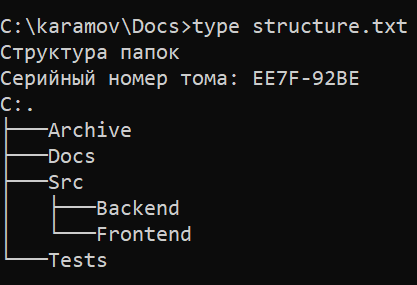 C:\karamov\Docs>type structure.txt
Структура папок
Серийный номер тома: EE7F-92BE
C:.
├───Archive
├───Docs
├───Src
│   ├───Backend
│   └───Frontend
└───Tests